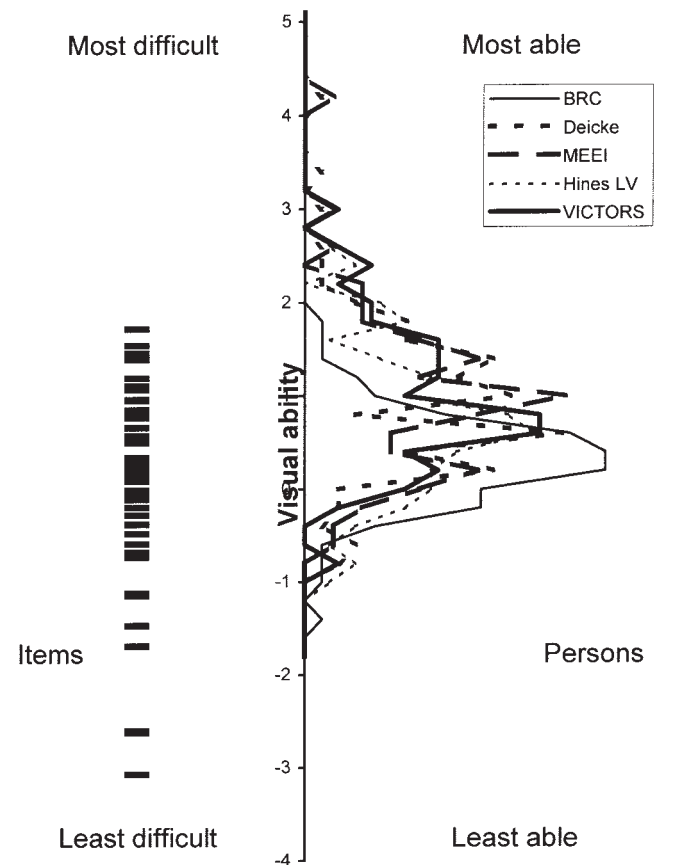 5
Most difficult
Most able
BRC
Deicke
MEEI
Hines LV
VICTORS
4
3
2
Visual ability
-1
Items
Persons
-2
-3
Least difficult
Least able
-4